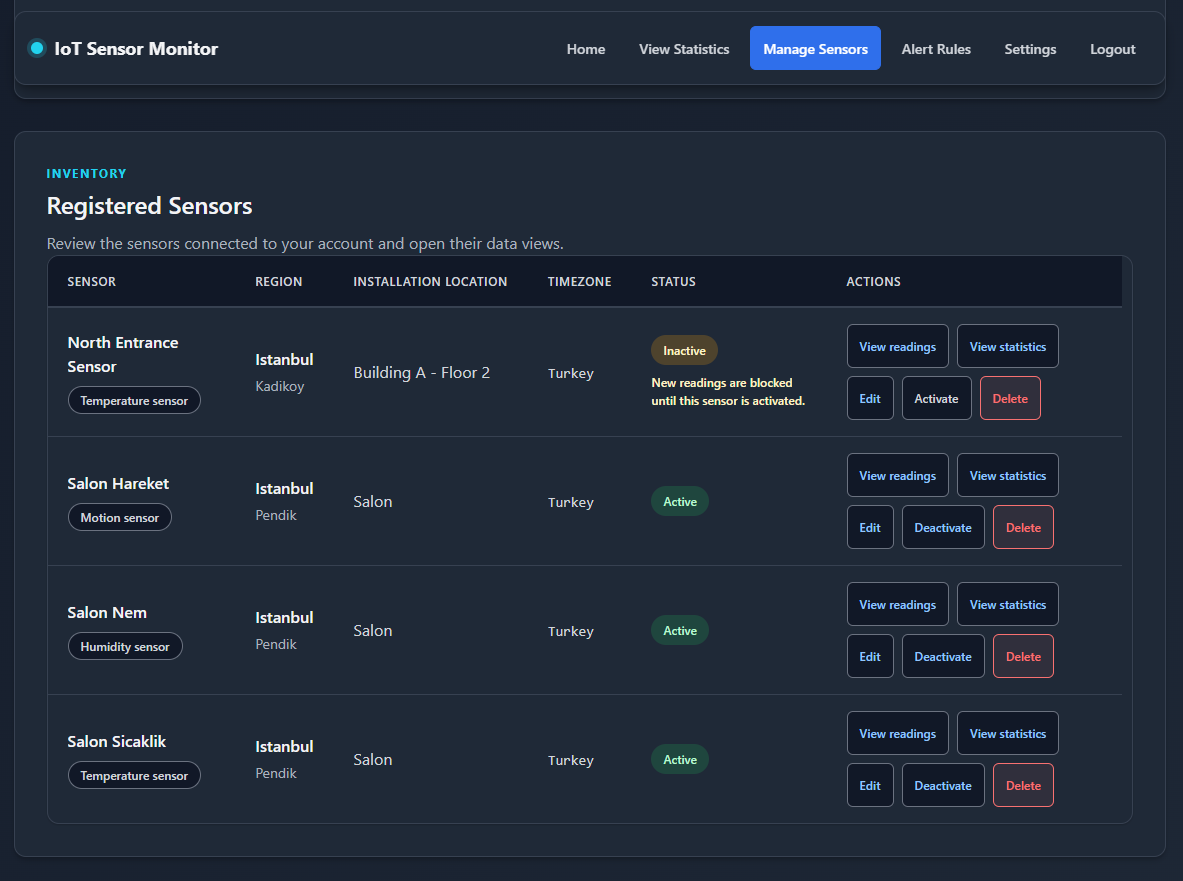 IoT Sensor Monitor
Home
View Statistics
Manage Sensors
Alert Rules
Settings
Logout
INVENTORY
Registered Sensors
Review the sensors connected to your account and open their data views.
SENSOR
REGION
INSTALLATION LOCATION
TIMEZONE
STATUS
ACTIONS
North Entrance
Sensor
Temperature sensor
Istanbul
Kadikoy
Building A - Floor 2
Turkey
Inactive
New readings are blocked
until this sensor is activated.
View readings
View statistics
Edit
Activate
Delete
Salon Hareket
Motion sensor
Istanbul
Pendik
Salon
Turkey
Active
View readings
View statistics
Edit
Deactivate
Delete
Salon Nem
Humidity sensor
Istanbul
Pendik
Salon
Turkey
Active
View readings
View statistics
Edit
Deactivate
Delete
Salon Sicaklik
Temperature sensor
Istanbul
Pendik
Salon
Turkey
Active
View readings
View statistics
Edit
Deactivate
Delete